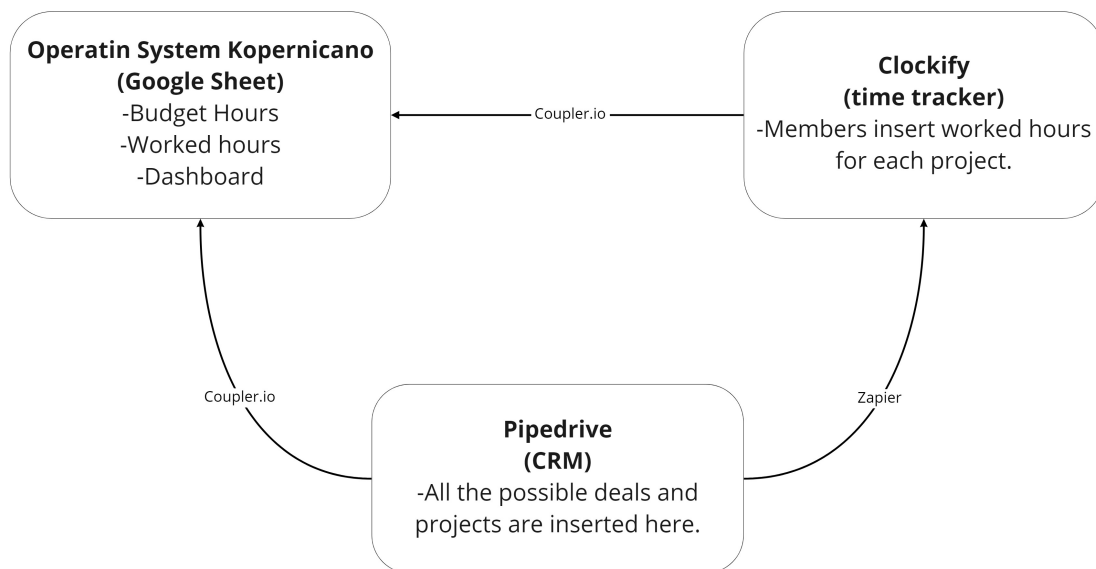 Operatin System Kopernicano
(Google Sheet)
-Budget Hours
-Worked hours
-Dashboard
Coupler.io
Clockify
(time tracker)
-Members insert worked hours
for each project.
Coupler.io
Zapier
Pipedrive
(CRM)
-All the possible deals and
projects are inserted here.